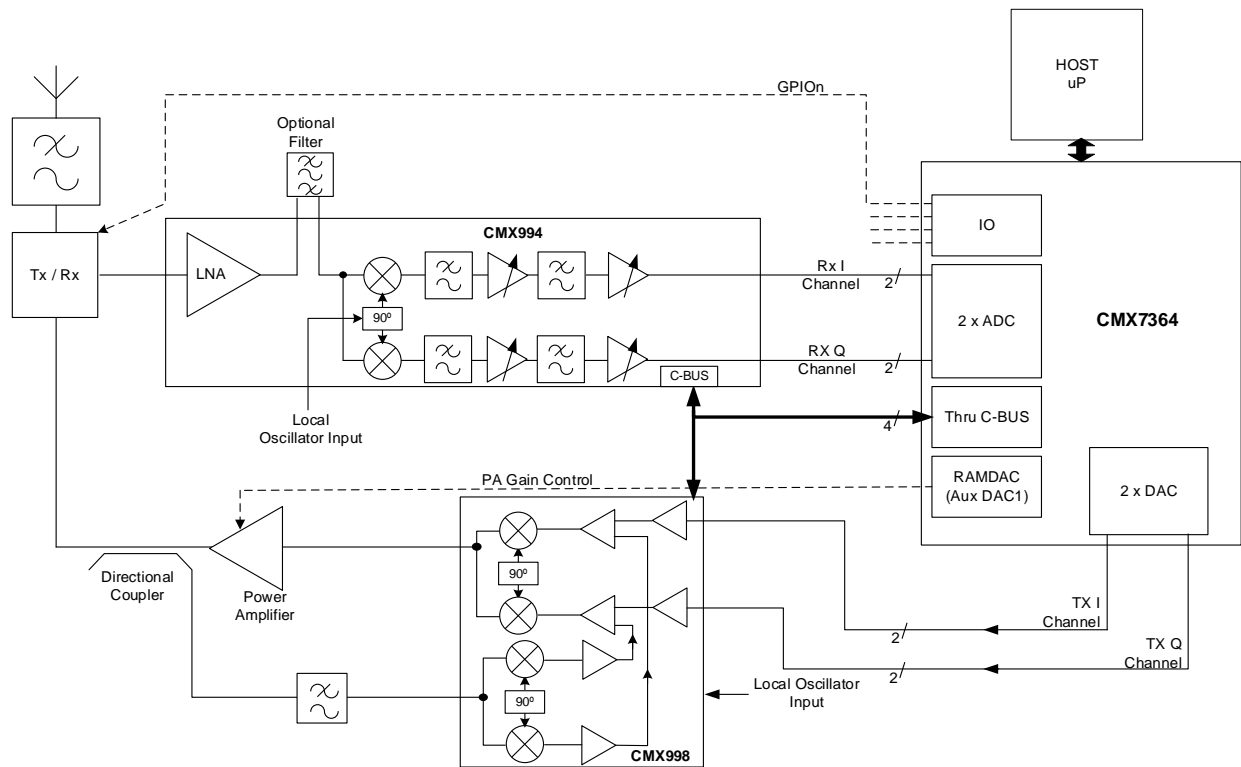 HOST
uP
GPIOn
Optional
Filter
CMX994
IO
LNA
Tx / Rx
Rx I
Channel
2
90º
2 x ADC
CMX7364
RX Q
Channel
2
C-BUS
Local
Oscillator Input
4
Thru C-BUS
PA Gain Control
RAMDAC
(Aux DAC1)
2 x DAC
90º
Directional
Coupler
Power
Amplifier
TX I
Channel
2
TX Q
Channel
2
90º
Local Oscillator
Input
CMX998